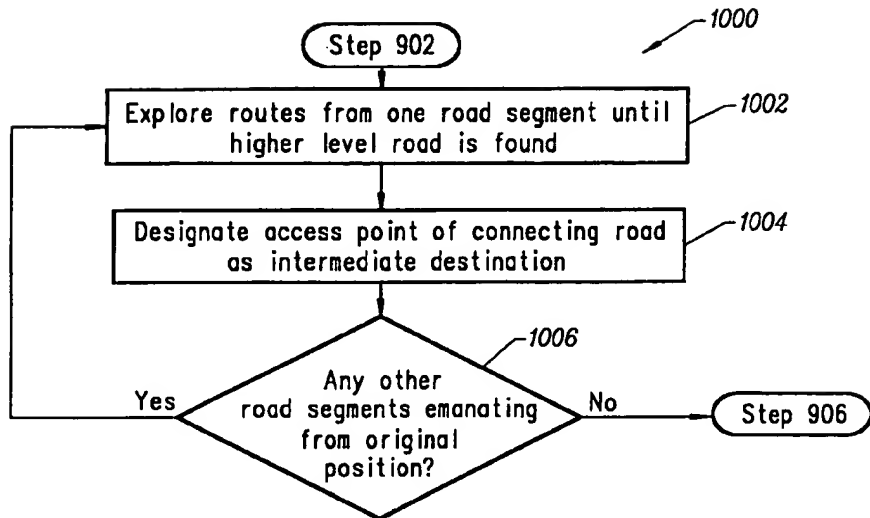 1000
Step 902
Explore routes from one road segment until
higher level road is found
1002
Designate access point of connecting road
as intermediate destination
1004
1006
Any other
road segments emanating
from original
position?
Yes
No
Step 906